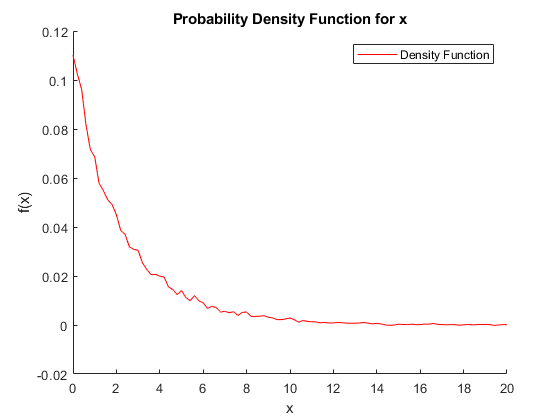 Probability Density Function for x
Density Function
0.12
0.1
0.08
0.06
0.04
0.02
0
-0.02
f(x)
0 2 4 6 8 10 12 14 16 18 20
x